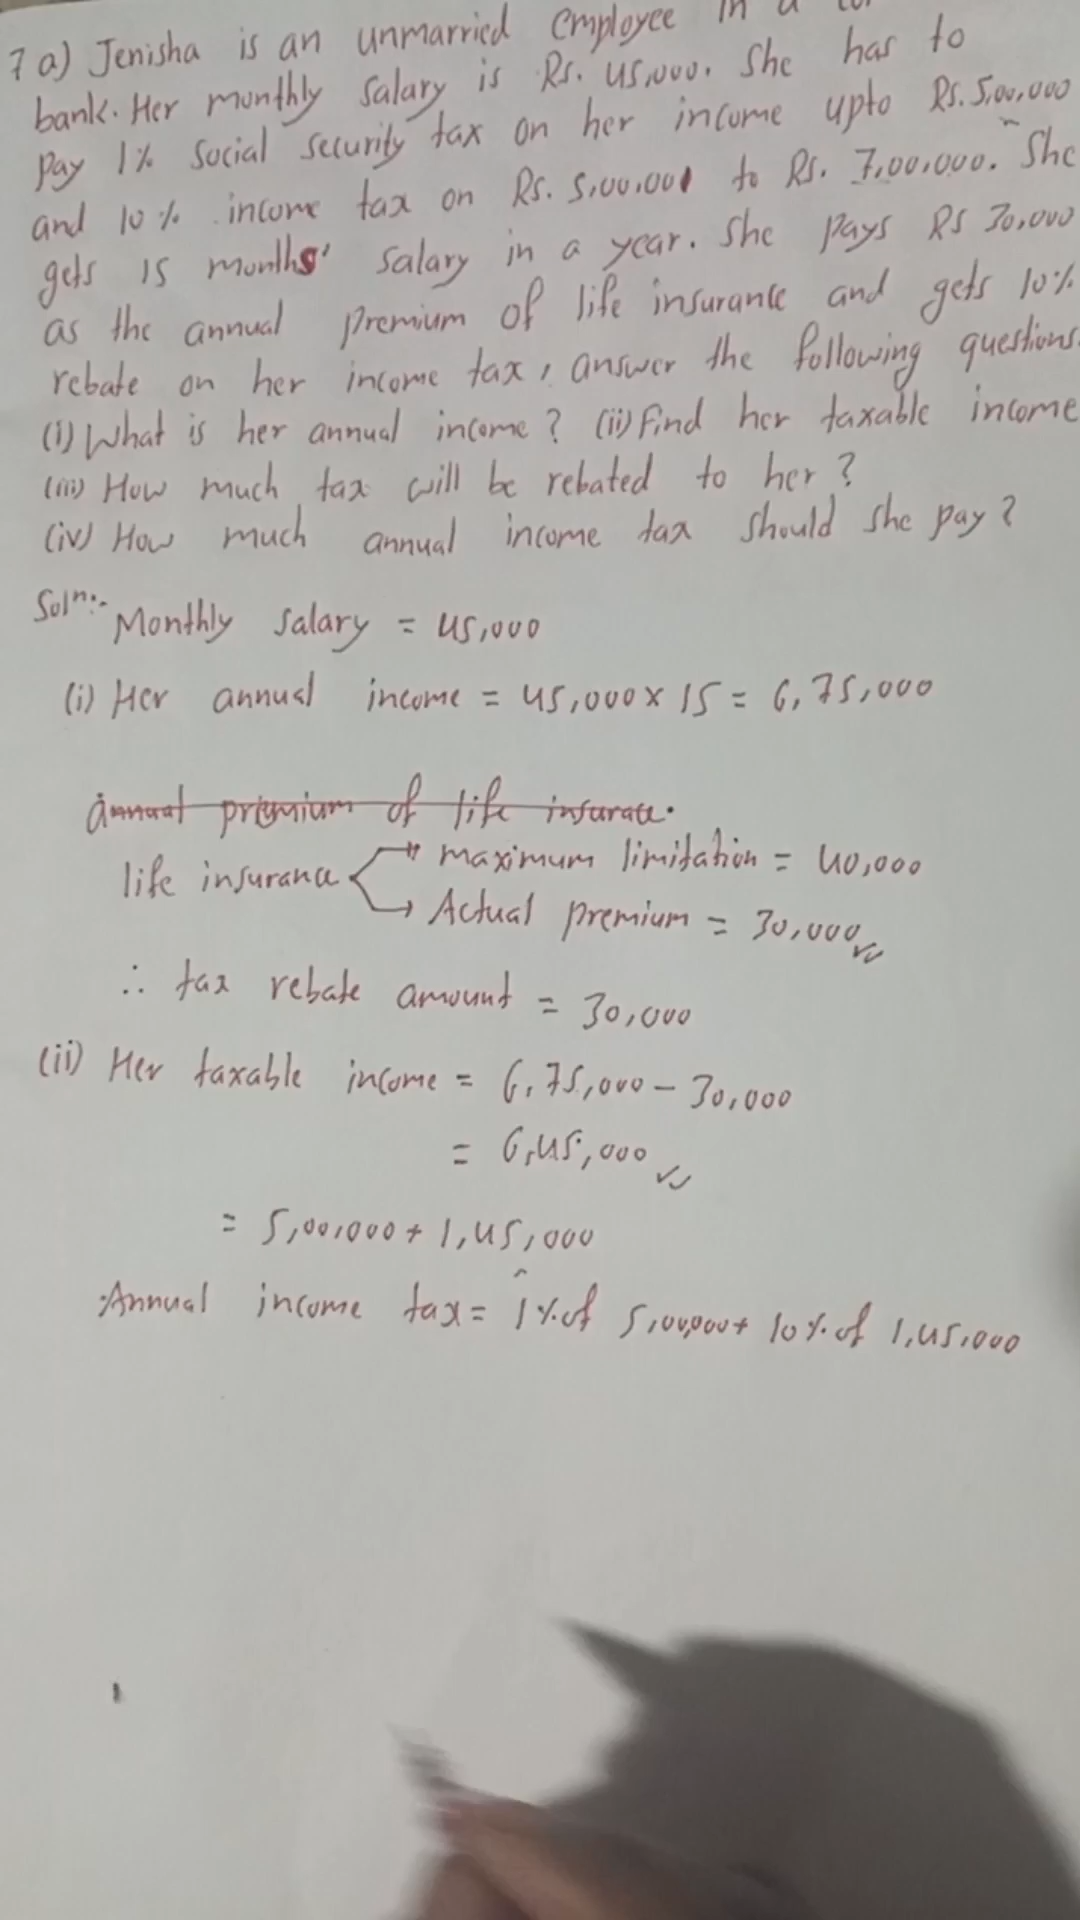 7 a) Jenisha is an unmarried employee in a
bank. Her monthly salary is Rs. 45,000. She has to
pay 1% social security tax on her income upto Rs. 5,00,000
and 10% income tax on Rs. 5,00,001 to Rs. 7,00,000. She
gets 15 months' salary in a year. She pays Rs 30,000
as the annual premium of life insurance and gets 10%
rebate on her income tax, answer the following questions.
(i) What is her annual income? (ii) Find her taxable income
(iii) How much tax will be rebated to her?
(iv) How much annual income tax should she pay?
Soln:-
Monthly salary = 45,000
(i) Her annual income = 45,000 x 15 = 6,75,000
annual premium of life insurate.
life insurance → maximum limitation = 40,000
→ Actual premium = 30,000
∴ tax rebate amount = 30,000
(ii) Her taxable income = 6,75,000 - 30,000
= 6,45,000
= 5,00,000 + 1,45,000
Annual income tax = 1% of 5,00,000 + 10% of 1,45,000